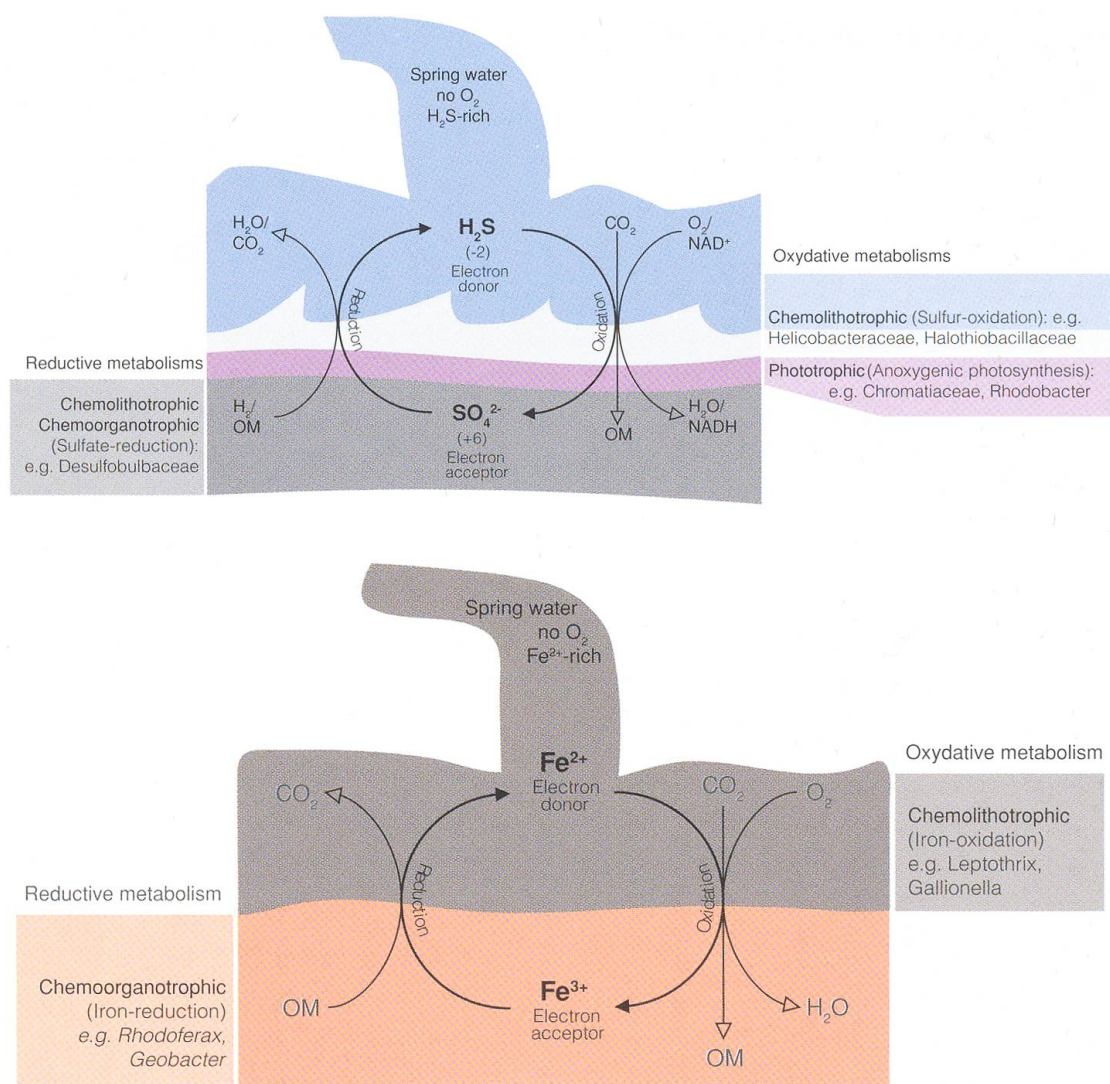 Spring water
no O₂
H₂S-rich
H₂O/
CO₂
H₂S
(-2)
Electron
donor
CO₂
O₂/
NAD⁺
Reduction
Oxidation
H₂/
OM
SO₄²⁻
(+6)
Electron
acceptor
OM
H₂O/
NADH
Oxydative metabolisms
Chemolithotrophic (Sulfur-oxidation): e.g.
Helicobacteraceae, Halothiobacillaceae
Phototrophic (Anoxygenic photosynthesis):
e.g. Chromatiaceae, Rhodobacter
Reductive metabolisms
Chemolithotrophic
Chemoorganotrophic
(Sulfate-reduction):
e.g. Desulfobulbaceae
Spring water
no O₂
Fe²⁺-rich
CO₂
Fe²⁺
Electron
donor
CO₂
O₂
Reduction
Oxidation
OM
Fe³⁺
Electron
acceptor
H₂O
OM
Oxydative metabolism
Chemolithotrophic
(Iron-oxidation)
e.g. Leptothrix,
Gallionella
Reductive metabolism
Chemoorganotrophic
(Iron-reduction)
e.g. Rhodoferax,
Geobacter